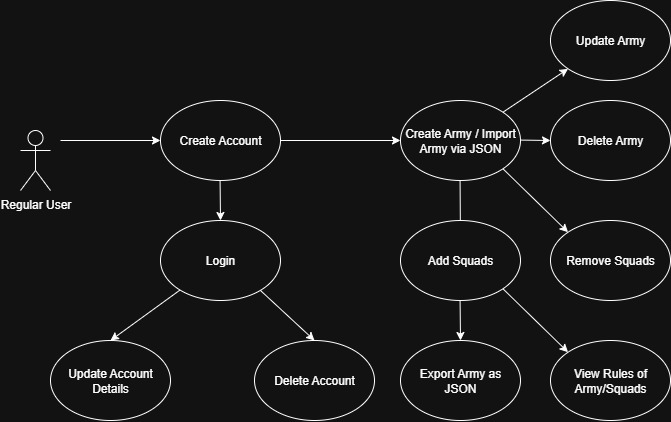 Update Army
Create Account
Create Army / Import
Army via JSON
Delete Army
Regular User
Login
Add Squads
Remove Squads
Update Account
Details
Delete Account
Export Army as
JSON
View Rules of
Army/Squads